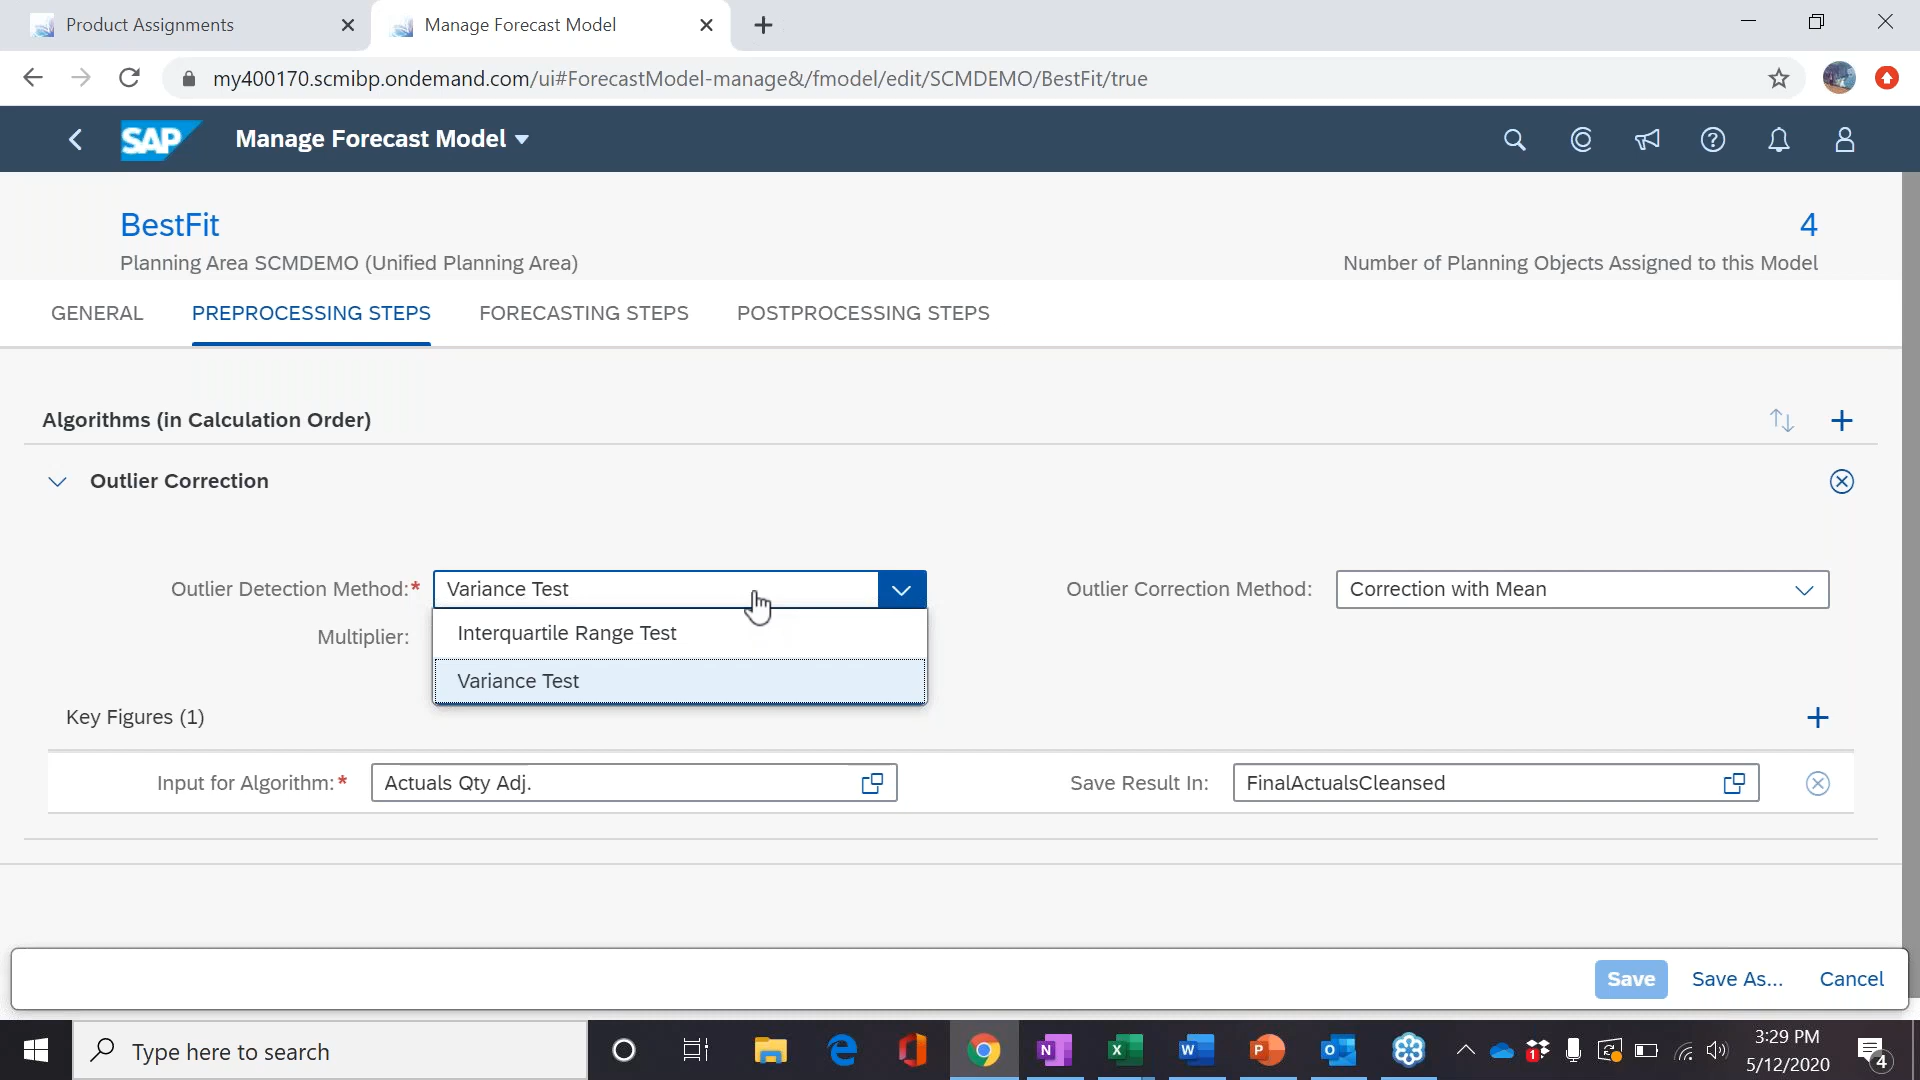 Product Assignments
Manage Forecast Model
my400170.scmibp.ondemand.com/ui#ForecastModel-manage&/fmodel/edit/SCMDEMO/BestFit/true
SAP
Manage Forecast Model
BestFit
4
Planning Area SCMDEMO (Unified Planning Area)
Number of Planning Objects Assigned to this Model
GENERAL
PREPROCESSING STEPS
FORECASTING STEPS
POSTPROCESSING STEPS
Algorithms (in Calculation Order)
Outlier Correction
Outlier Detection Method:*
Variance Test
Outlier Correction Method:
Correction with Mean
Multiplier:
Interquartile Range Test
Variance Test
Key Figures (1)
Input for Algorithm:*
Actuals Qty Adj.
Save Result In:
FinalActualsCleansed
Save
Save As...
Cancel
Type here to search
N
X
W
P
O
1
3:29 PM
5/12/2020
4